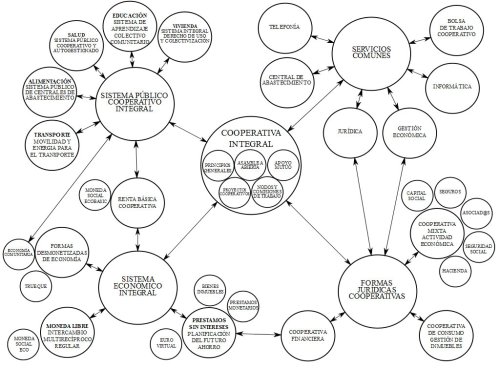 EDUCACIÓN
SISTEMA DE
APRENDIZAJE
COLECTIVO
COMUNITARIO
VIVIENDA
SISTEMA INTEGRAL
DERECHO DE USO
Y COLECTIVIZACIÓN
SALUD
SISTEMA PÚBLICO
COOPERATIVO Y
AUTOGESTIONADO
ALIMENTACIÓN
SISTEMA PÚBLICO
DE CENTRALES DE
ABASTECIMIENTO
TRANSPORTE
MOVILIDAD Y
ENERGIA PARA
EL TRANSPORTE
SISTEMA PÚBLICO
COOPERATIVO
INTEGRAL
TELEFONÍA
BOLSA
DE TRABAJO
COOPERATIVO
SERVICIOS
COMUNES
CENTRAL DE
ABASTECIMIENTO
INFORMÁTICA
JURÍDICA
GESTIÓN
ECONÓMICA
COOPERATIVA
INTEGRAL
PRINCIPIOS
GENERALES
ASAMBLEA
ABIERTA
APOYO
MUTUO
PROYECTOS
COOPERATIVOS
NODOS Y
COMISIONES
DE TRABAJO
MONEDA
SOCIAL
ECOBASIC
RENTA BÁSICA
COOPERATIVA
ECONOMÍA
COMUNITARIA
FORMAS
DESMONETIZADAS
DE ECONOMÍA
TRUEQUE
SISTEMA
ECONOMICO
INTEGRAL
MONEDA LIBRE
INTERCAMBIO
MULTIRECÍPROCO
REGULAR
MONEDA
SOCIAL
ECO
BIENES
INMUEBLES
PRESTAMOS
MONETARIOS
PRESTAMOS
SIN INTERESES
PLANIFICACIÓN
DEL FUTURO
AHORRO
EURO
VIRTUAL
CAPITAL
SOCIAL
SEGUROS
ASOCIAD@S
COOPERATIVA
MIXTA
ACTIVIDAD
ECONÓMICA
SEGURIDAD
SOCIAL
HACIENDA
FORMAS
JURIDICAS
COOPERATIVAS
COOPERATIVA
FINANCIERA
COOPERATIVA
DE CONSUMO
GESTIÓN DE
INMUEBLES